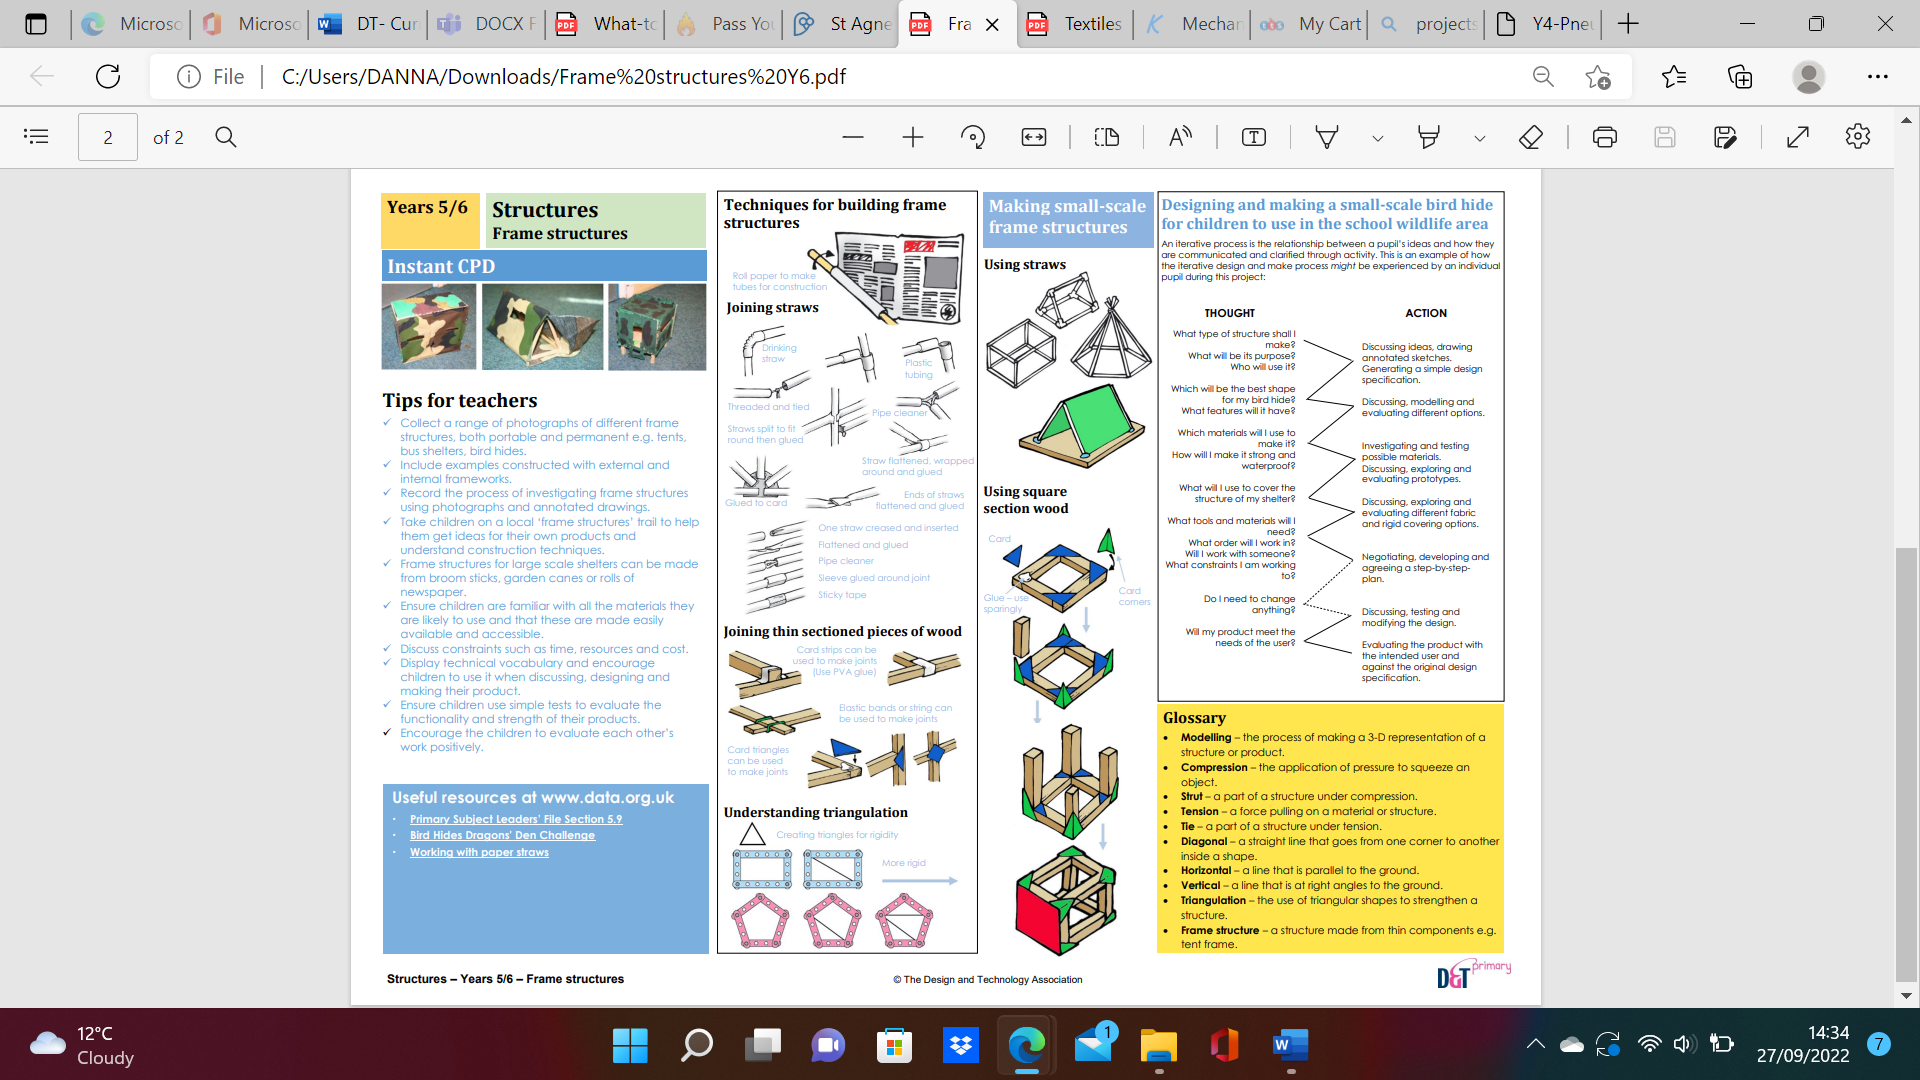 Microso
Microso
DT- Cur
DOCX F
What-to
Pass You
St Agne
Fra
Textiles
Mechar
My Cart
projects
Y4-Pneu
File
C:/Users/DANNA/Downloads/Frame%20structures%20Y6.pdf
2
of 2
Years 5/6
Structures
Frame structures
Instant CPD
Tips for teachers
Collect a range of photographs of different frame
structures, both portable and permanent e.g. tents,
bus shelters, bird hides.
Include examples constructed with external and
internal frameworks.
Record the process of investigating frame structures
using photographs and annotated drawings.
Take children on a local ‘frame structures’ trail to help
them get ideas for their own products and
understand construction techniques.
Frame structures for large scale shelters can be made
from broom sticks, garden canes or rolls of
newspaper.
Ensure children are familiar with all the materials they
are likely to use and that these are made easily
available and accessible.
Discuss constraints such as time, resources and cost.
Display technical vocabulary and encourage
children to use it when discussing, designing and
making their product.
Ensure children use simple tests to evaluate the
functionality and strength of their products.
Encourage the children to evaluate each other’s
work positively.
Useful resources at www.data.org.uk
Primary Subject Leaders’ File Section 5.9
Bird Hides Dragons’ Den Challenge
Working with paper straws
Techniques for building frame
structures
Roll paper to make
tubes for construction
Joining straws
Drinking
straw
Plastic
tubing
Threaded and tied
Pipe cleaner
Straws split to fit
round then glued
Straw flattened, wrapped
around and glued
Glued to card
Ends of straws
flattened and glued
One straw creased and inserted
Flattened and glued
Pipe cleaner
Sleeve glued around joint
Sticky tape
Joining thin sectioned pieces of wood
Card strips can be
used to make joints
(Use PVA glue)
Elastic bands or string can
be used to make joints
Card triangles
can be used
to make joints
Understanding triangulation
Creating triangles for rigidity
More rigid
Making small-scale
frame structures
Using straws
Using square
section wood
Card
Glue – use
sparingly
Card
corners
Designing and making a small-scale bird hide
for children to use in the school wildlife area
An iterative process is the relationship between a pupil’s ideas and how they
are communicated and clarified through activity. This is an example of how
the iterative design and make process might be experienced by an individual
pupil during this project:
THOUGHT
What type of structure shall I
make?
What will be its purpose?
Who will use it?
Which will be the best shape
for my bird hide?
What features will it have?
Which materials will I use to
make it?
How will I make it strong and
waterproof?
What will I use to cover the
structure of my shelter?
What tools and materials will I
need?
What order will I work in?
Will I work with someone?
What constraints I am working
to?
Do I need to change
anything?
Will my product meet the
needs of the user?
ACTION
Discussing ideas, drawing
annotated sketches.
Generating a simple design
specification.
Discussing, modelling and
evaluating different options.
Investigating and testing
possible materials.
Discussing, exploring and
evaluating prototypes.
Discussing, exploring and
evaluating different fabric
and rigid covering options.
Negotiating, developing and
agreeing a step-by-step-
plan.
Discussing, testing and
modifying the design.
Evaluating the product with
the intended user and
against the original design
specification.
Glossary
Modelling – the process of making a 3-D representation of a
structure or product.
Compression – the application of pressure to squeeze an
object.
Strut – a part of a structure under compression.
Tension – a force pulling on a material or structure.
Tie – a part of a structure under tension.
Diagonal – a straight line that goes from one corner to another
inside a shape.
Horizontal – a line that is parallel to the ground.
Vertical – a line that is at right angles to the ground.
Triangulation – the use of triangular shapes to strengthen a
structure.
Frame structure – a structure made from thin components e.g.
tent frame.
Structures – Years 5/6 – Frame structures
© The Design and Technology Association
D&T primary
12°C
Cloudy
1
14:34
27/09/2022
7